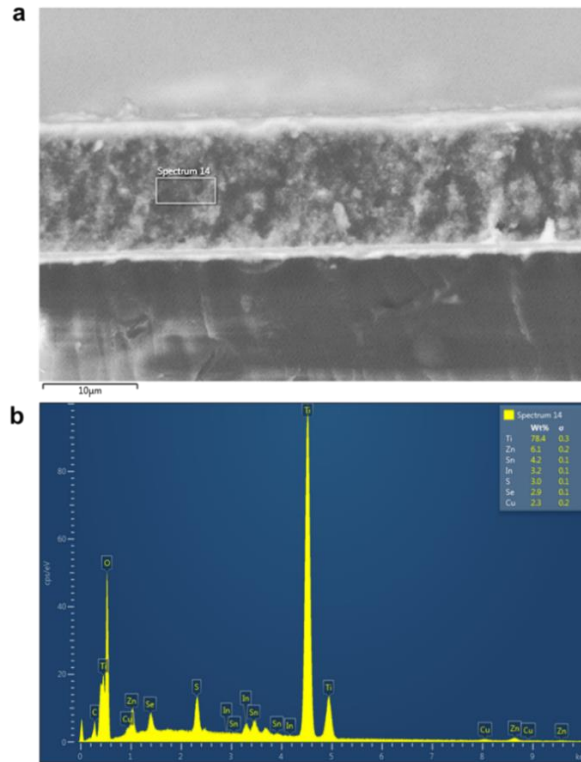 a
Spectrum 14
10μm
b
Spectrum 14
Wt% σ
Ti 78.4 0.3
Zn 6.1 0.2
Sn 4.2 0.1
In 3.2 0.1
S 3.0 0.1
Se 2.9 0.1
Cu 2.3 0.2
Ti
80
60
cps/eV
O
40
20
Ti
C
Cu
Zn
Se
S
In
Sn
In
Sn
Sn
In
Ti
Cu
Zn
Cu
Zn
0
0 1 2 3 4 5 6 7 8 9